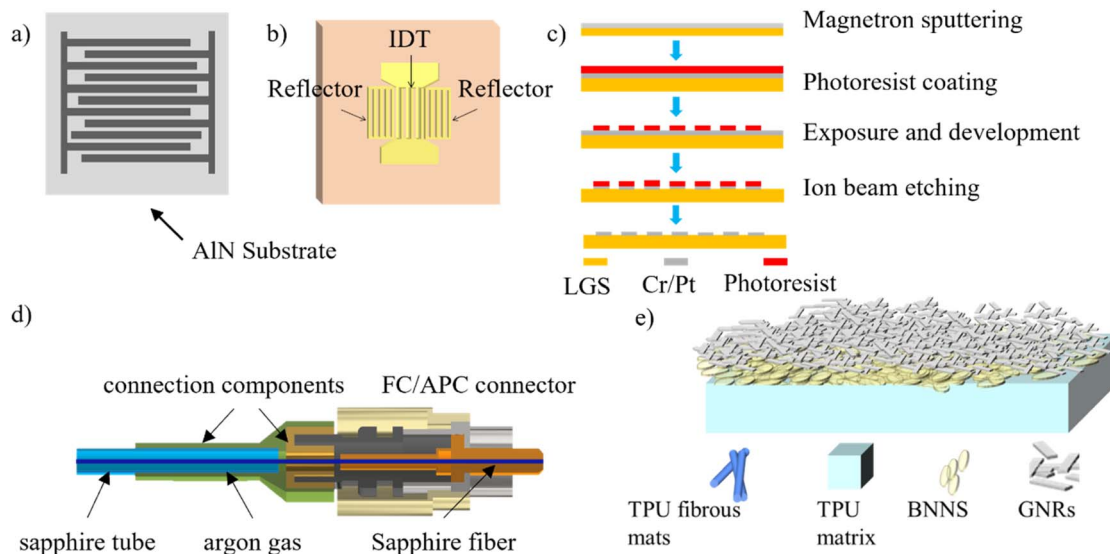 a)
AlN Substrate
b)
IDT
Reflector
Reflector
c)
Magnetron sputtering
Photoresist coating
Exposure and development
Ion beam etching
LGS
Cr/Pt
Photoresist
d)
connection components
FC/APC connector
sapphire tube
argon gas
Sapphire fiber
e)
TPU fibrous
mats
TPU
matrix
BNNS
GNRs